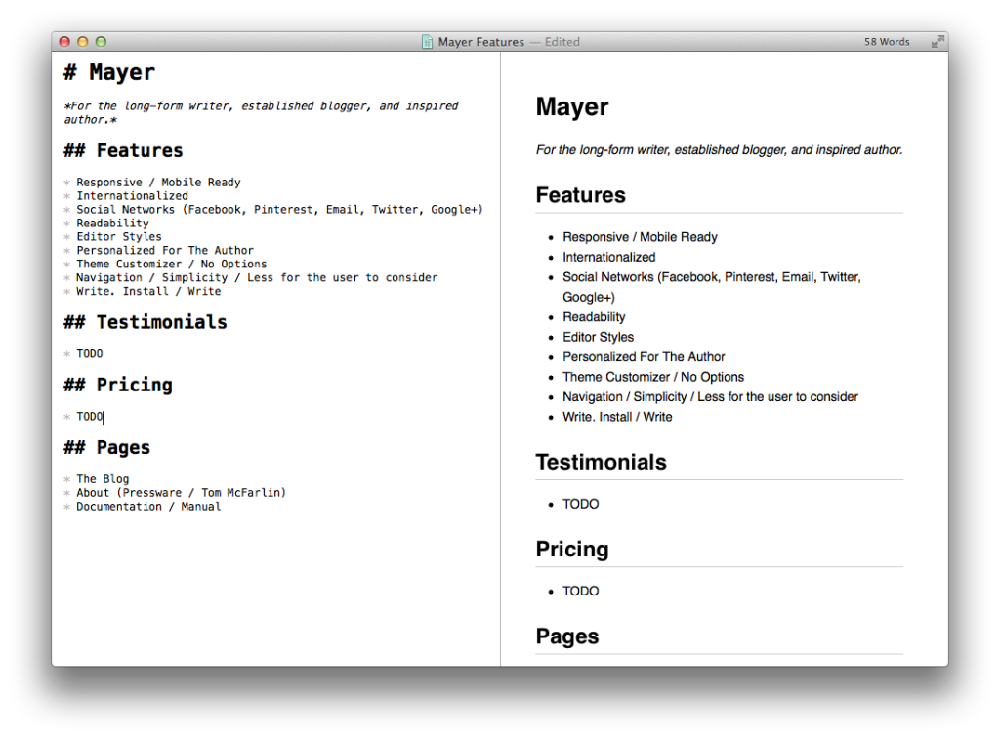 Mayer Features — Edited
58 Words
# Mayer
*For the long-form writer, established blogger, and inspired
author.*
## Features
* Responsive / Mobile Ready
* Internationalized
* Social Networks (Facebook, Pinterest, Email, Twitter, Google+)
* Readability
* Editor Styles
* Personalized For The Author
* Theme Customizer / No Options
* Navigation / Simplicity / Less for the user to consider
* Write. Install / Write
## Testimonials
* TODO
## Pricing
* TODO
## Pages
* The Blog
* About (Pressware / Tom McFarlin)
* Documentation / Manual
Mayer
For the long-form writer, established blogger, and inspired author.
Features
• Responsive / Mobile Ready
• Internationalized
• Social Networks (Facebook, Pinterest, Email, Twitter,
Google+)
• Readability
• Editor Styles
• Personalized For The Author
• Theme Customizer / No Options
• Navigation / Simplicity / Less for the user to consider
• Write. Install / Write
Testimonials
• TODO
Pricing
• TODO
Pages